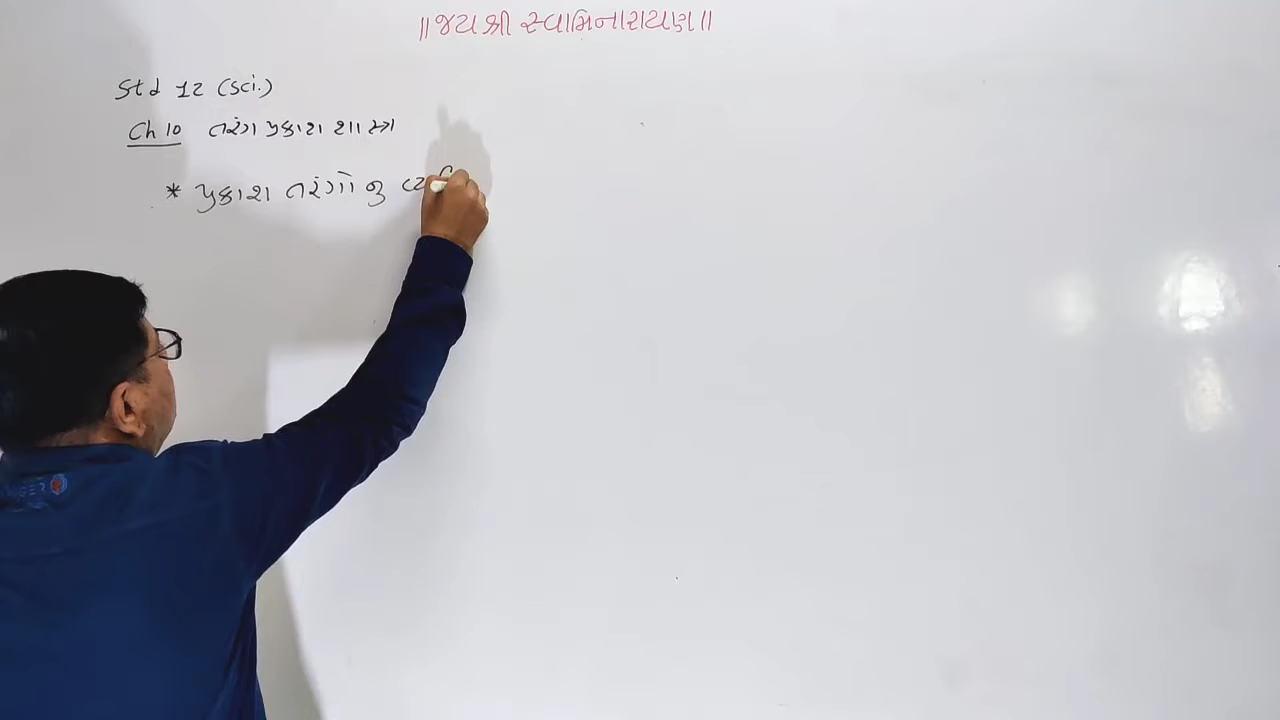 ॥જય શ્રી સ્વામિનારાયણ॥
Std 12 (Sci.)
Ch 10 તરંગ પ્રકાશ શાસ્ત્ર
* પ્રકાશ તરંગોનુ